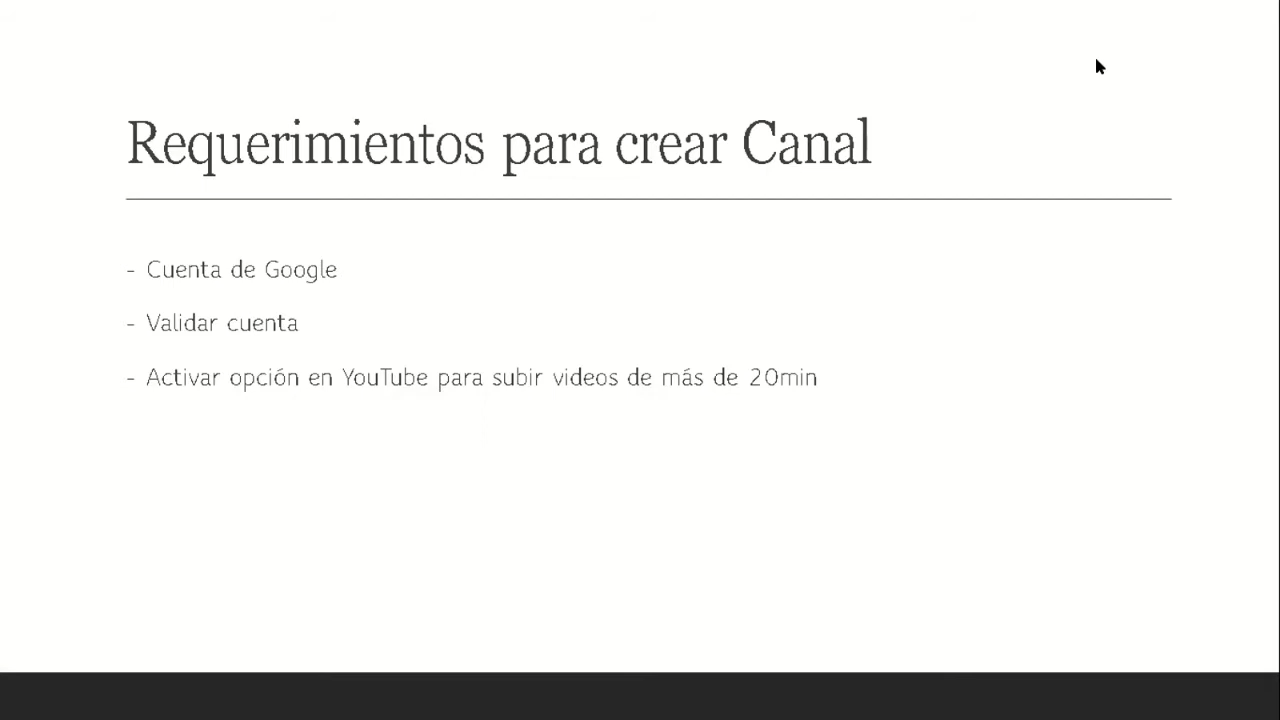 Requerimientos para crear Canal
- Cuenta de Google
- Validar cuenta
- Activar opción en YouTube para subir videos de más de 20min